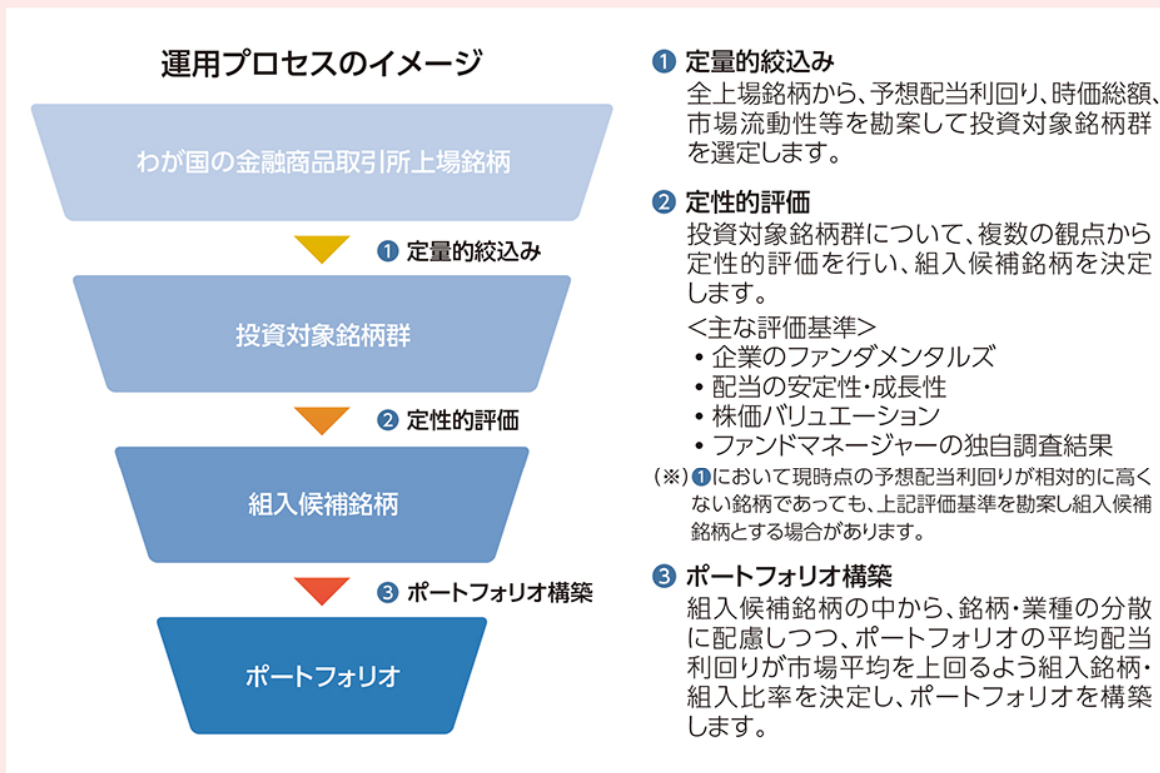 運用プロセスのイメージ
わが国の金融商品取引所上場銘柄
❶ 定量的絞込み
投資対象銘柄群
❷ 定性的評価
組入候補銘柄
❸ ポートフォリオ構築
ポートフォリオ
❶ 定量的絞込み
全上場銘柄から、予想配当利回り、時価総額、
市場流動性等を勘案して投資対象銘柄群
を選定します。
❷ 定性的評価
投資対象銘柄群について、複数の観点から
定性的評価を行い、組入候補銘柄を決定
します。
＜主な評価基準＞
• 企業のファンダメンタルズ
• 配当の安定性・成長性
• 株価バリュエーション
• ファンドマネージャーの独自調査結果
(※)❶において現時点の予想配当利回りが相対的に高く
ない銘柄であっても、上記評価基準を勘案し組入候補
銘柄とする場合があります。
❸ ポートフォリオ構築
組入候補銘柄の中から、銘柄・業種の分散
に配慮しつつ、ポートフォリオの平均配当
利回りが市場平均を上回るよう組入銘柄・
組入比率を決定し、ポートフォリオを構築
します。